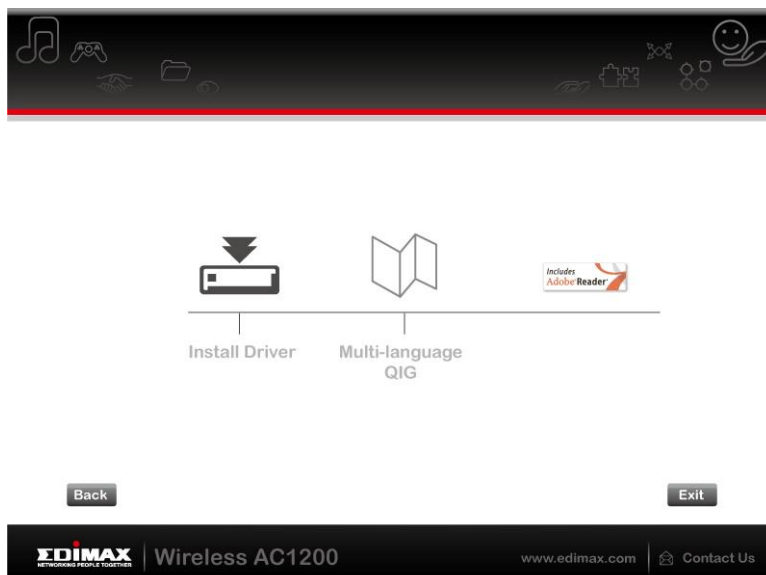 Includes
Adobe Reader
Install Driver
Multi-language
QIG
Back
Exit
EDIMAX
NETWORKING PEOPLE TOGETHER
Wireless AC1200
www.edimax.com
Contact Us